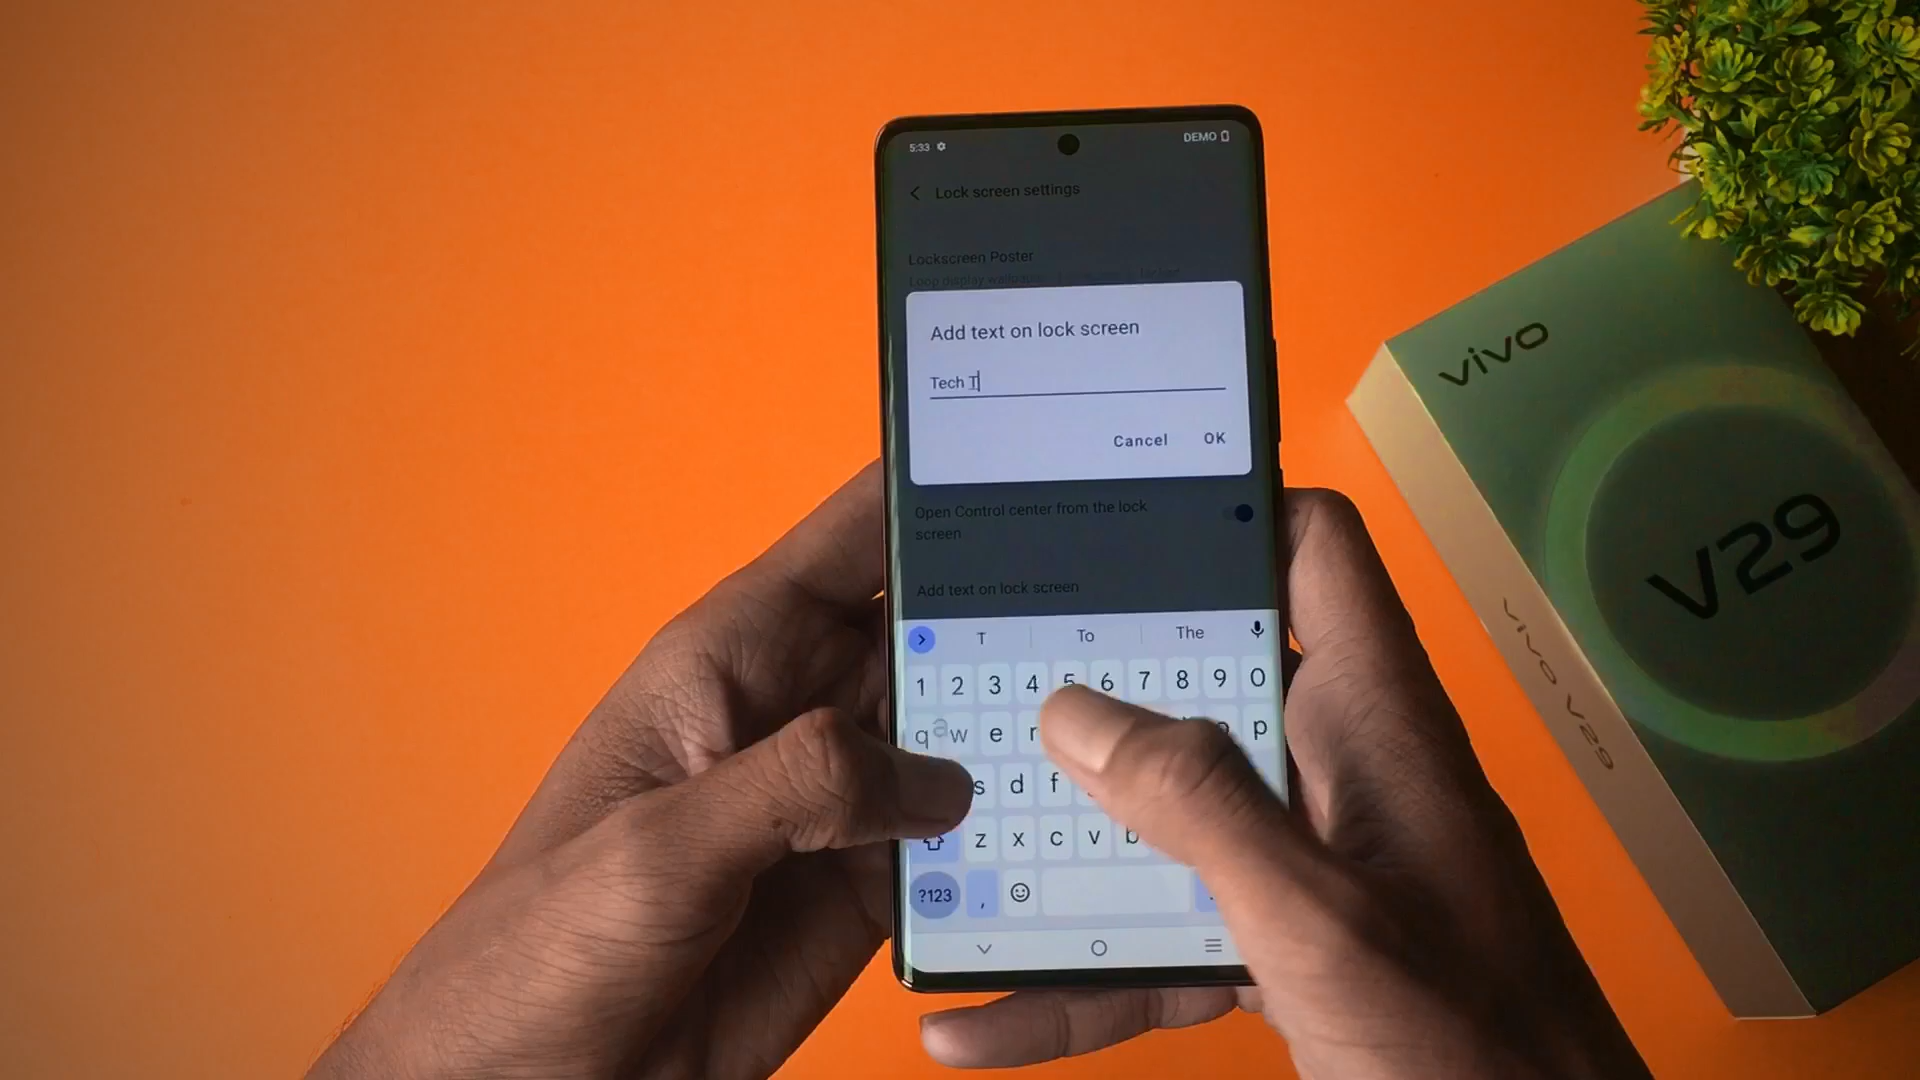 5:33
DEMO
Lock screen settings
Lockscreen Poster
Loop display
Add text on lock screen
Tech T
Cancel OK
Open Control center from the lock
screen
Add text on lock screen
T To The
1 2 3 4 5 6 7 8 9 0
q a w e r p
s d f
z x c v b
?123 ,
vivo
V29
vivo V29